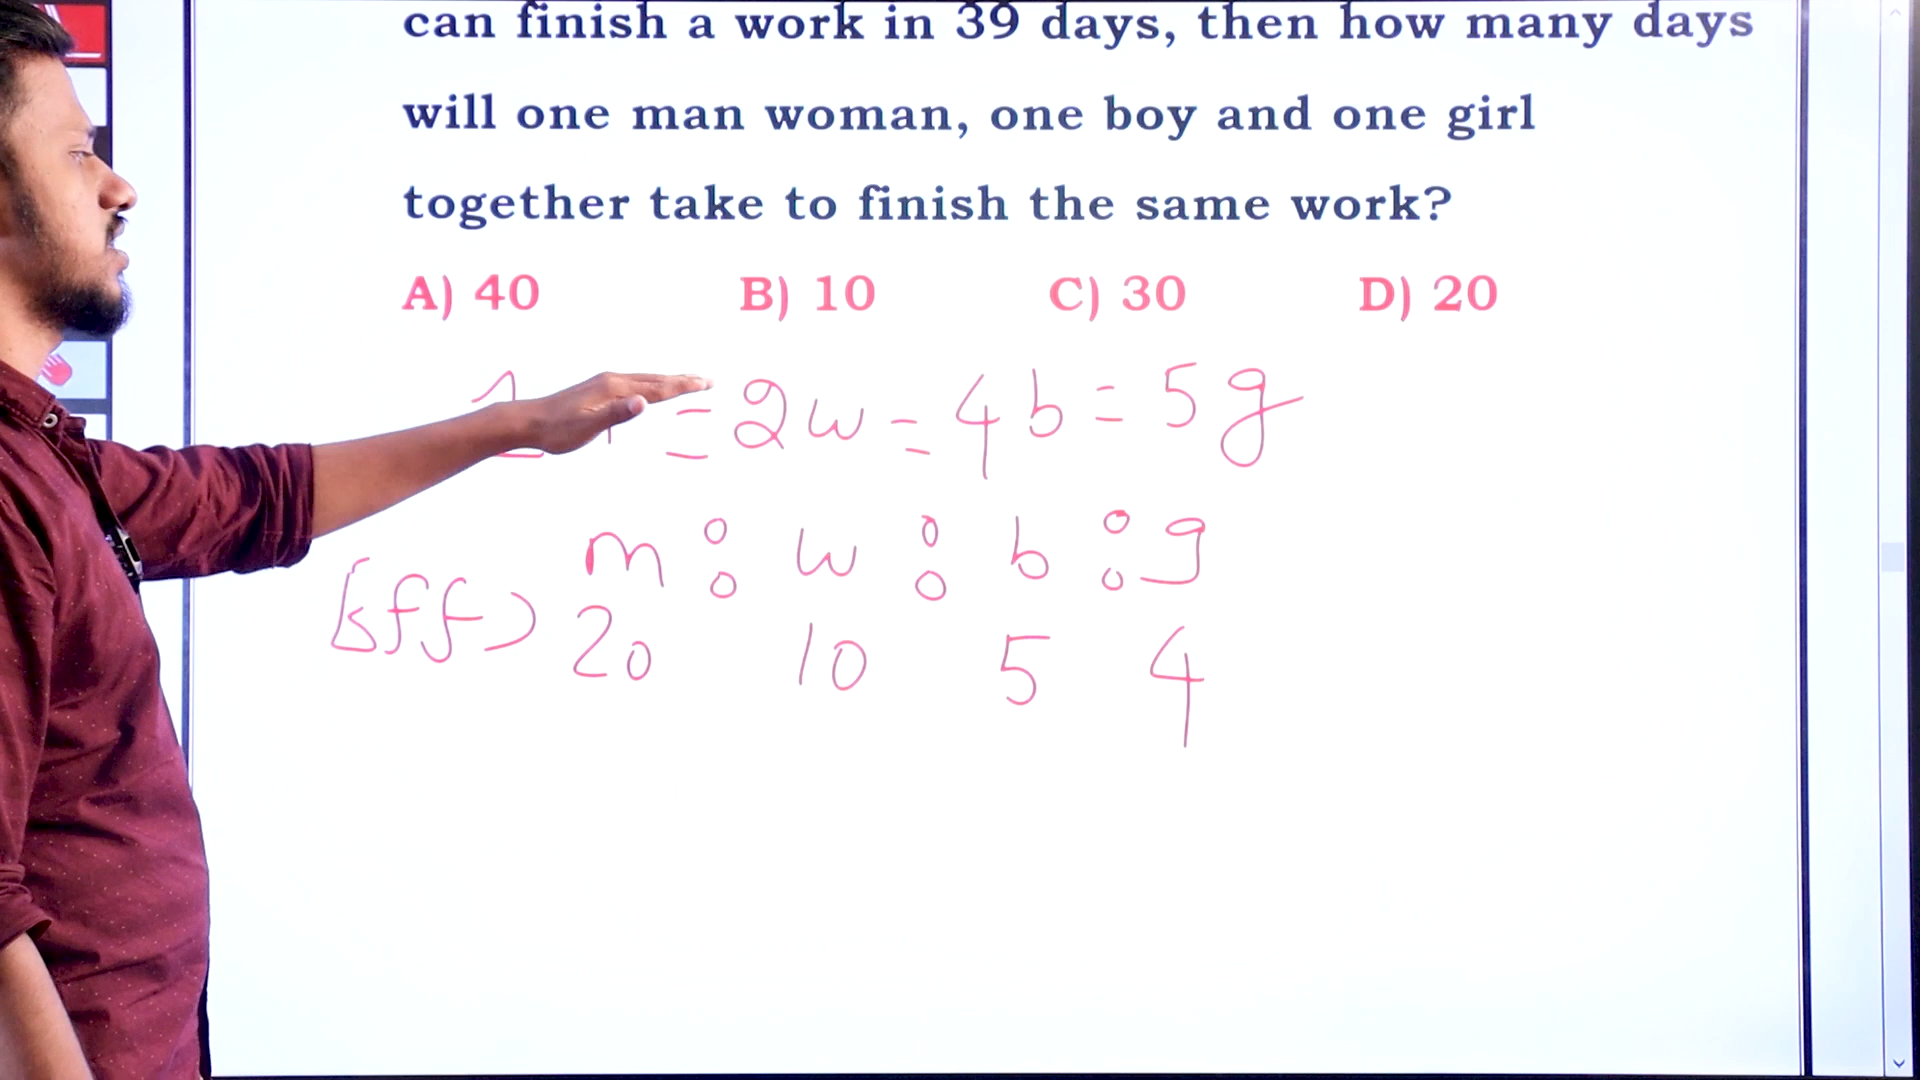 can finish a work in 39 days, then how many days
will one man woman, one boy and one girl
together take to finish the same work?
A) 40 B) 10 C) 30 D) 20
1 = 2w = 4b = 5g
m : w : b : g
Eff) 20 10 5 4